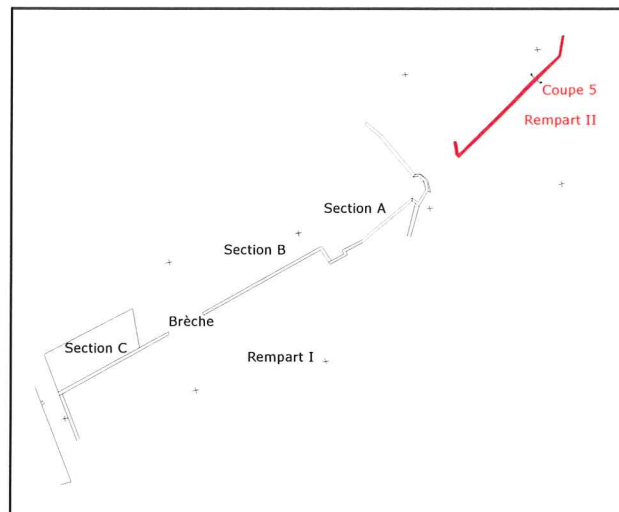 Coupe 5
Rempart II
Section A
Section B
Brèche
Section C
Rempart I